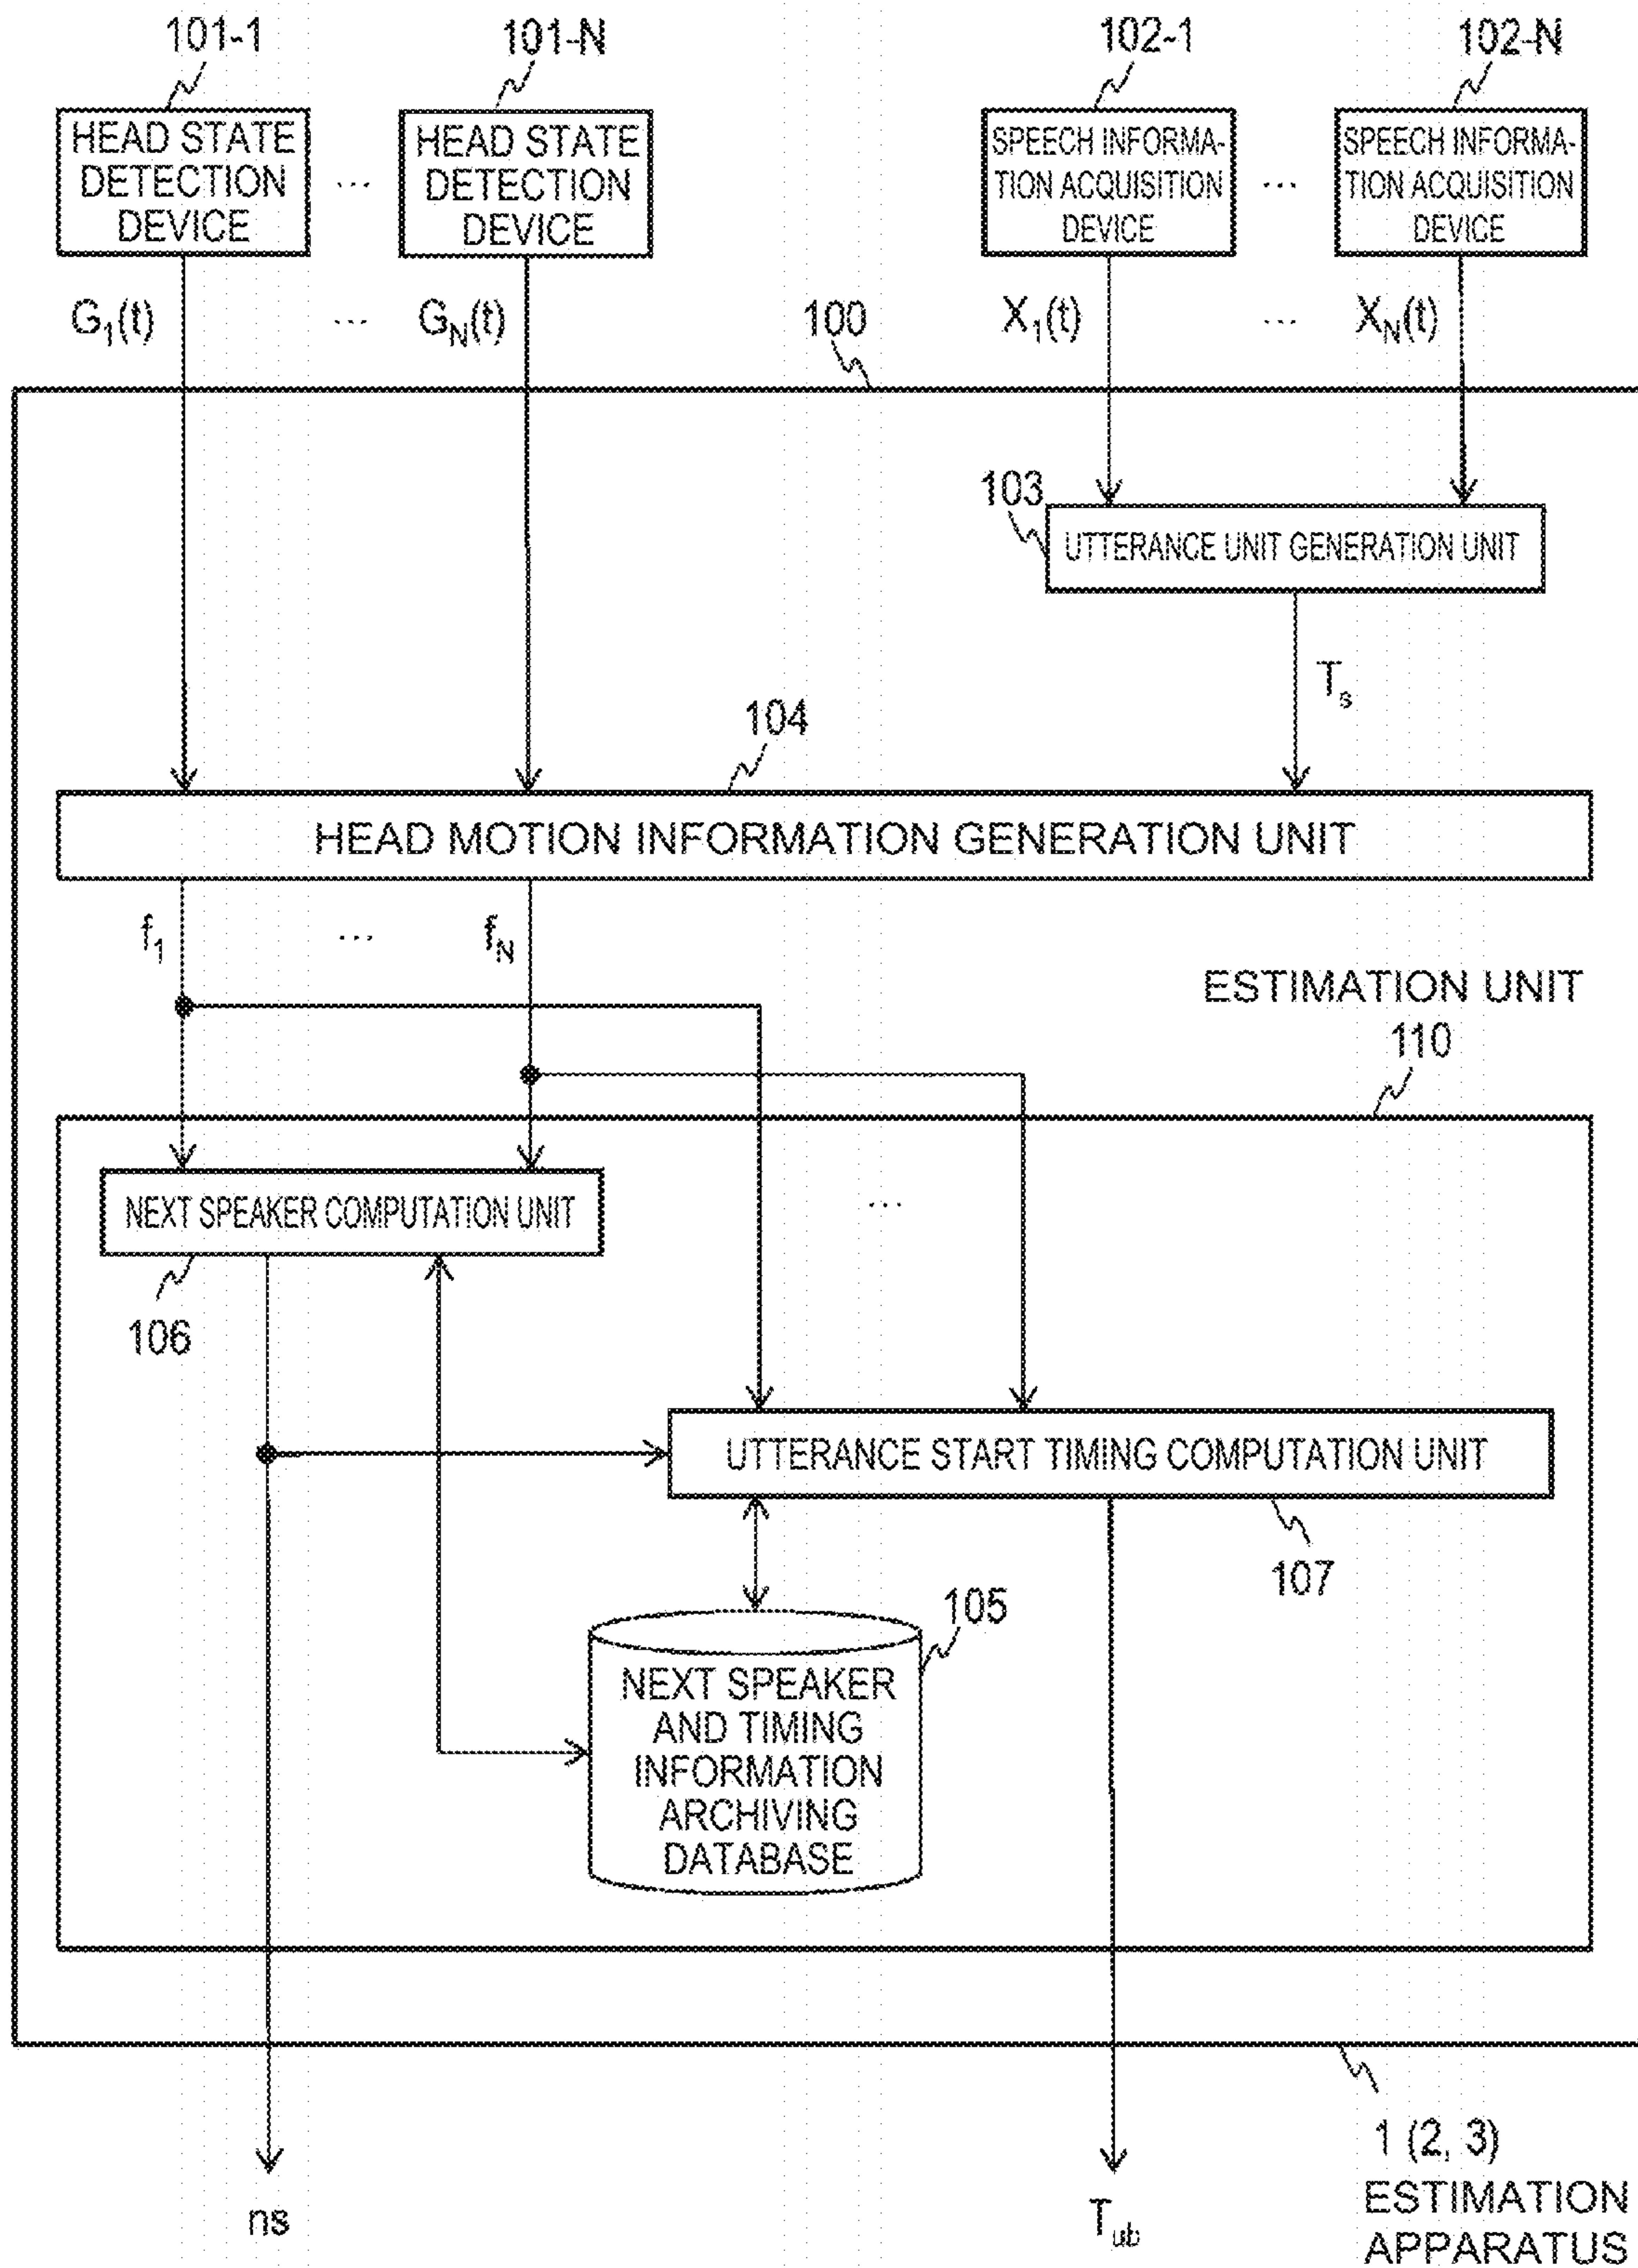 101-1
101-N
102-1
102-N
HEAD STATE
DETECTION
DEVICE
...
HEAD STATE
DETECTION
DEVICE
SPEECH INFORMA-
TION ACQUISITION
DEVICE
...
SPEECH INFORMA-
TION ACQUISITION
DEVICE
G1(t)
...
GN(t)
100
X1(t)
...
XN(t)
103
UTTERANCE UNIT GENERATION UNIT
Ts
104
HEAD MOTION INFORMATION GENERATION UNIT
f1
...
fN
ESTIMATION UNIT
110
NEXT SPEAKER COMPUTATION UNIT
...
106
UTTERANCE START TIMING COMPUTATION UNIT
107
105
NEXT SPEAKER
AND TIMING
INFORMATION
ARCHIVING
DATABASE
1 (2, 3)
ESTIMATION
APPARATUS
ns
Tub